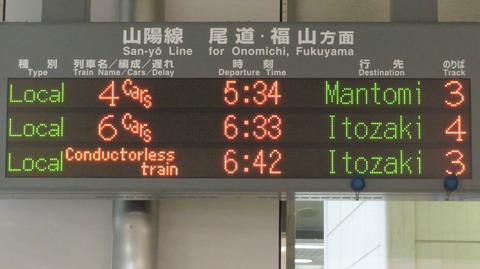 山陽線 尾道・福山方面
San-yō Line for Onomichi, Fukuyama
種別 列車名/編成/遅れ 時刻 行先 のりば
Type Train Name/Cars/Delay Departure Time Destination Track
Local 4 Cars 5:34 Mantomi 3
Local 6 Cars 6:33 Itozaki 4
Local Conductorless train 6:42 Itozaki 3